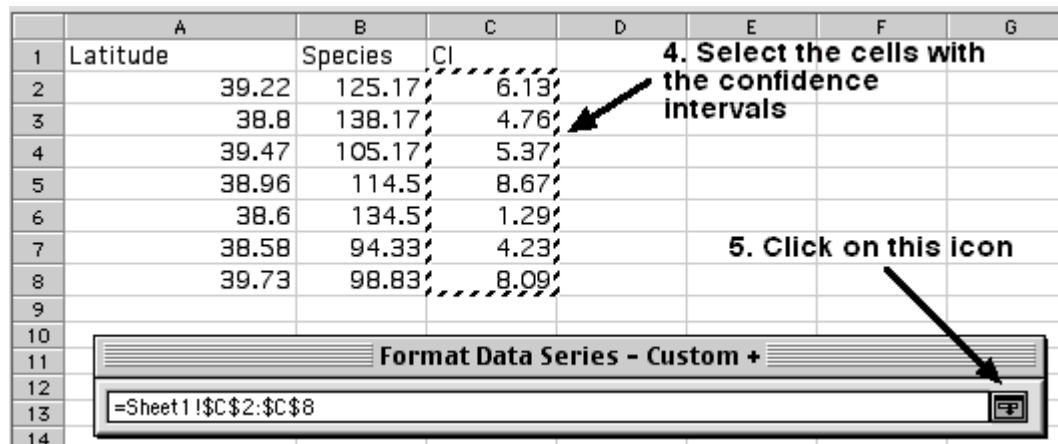 A B C D E F G
1 Latitude Species CI
4. Select the cells with
the confidence
intervals
2 39.22 125.17 6.13
3 38.8 138.17 4.76
4 39.47 105.17 5.37
5 38.96 114.5 8.67
6 38.6 134.5 1.29
7 38.58 94.33 4.23
5. Click on this icon
8 39.73 98.83 8.09
9
10
11
12
13
14
Format Data Series - Custom +
=Sheet1!$C$2:$C$8